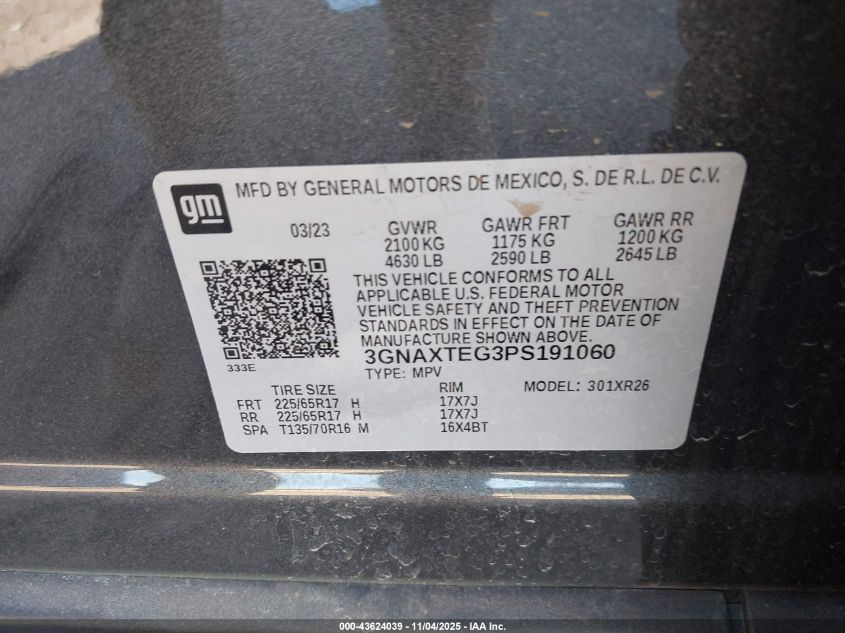 gm
MFD BY GENERAL MOTORS DE MEXICO, S. DE R.L. DE C.V.
03/23 GVWR GAWR FRT GAWR RR
2100 KG 1175 KG 1200 KG
4630 LB 2590 LB 2645 LB
THIS VEHICLE CONFORMS TO ALL
APPLICABLE U.S. FEDERAL MOTOR
VEHICLE SAFETY AND THEFT PREVENTION
STANDARDS IN EFFECT ON THE DATE OF
MANUFACTURE SHOWN ABOVE.
333E
3GNAXTEG3PS191060
TYPE: MPV
TIRE SIZE RIM MODEL: 301XR26
FRT 225/65R17 H 17X7J
RR 225/65R17 H 17X7J
SPA T135/70R16 M 16X4BT
000-43624039 - 11/04/2025 - IAA Inc.